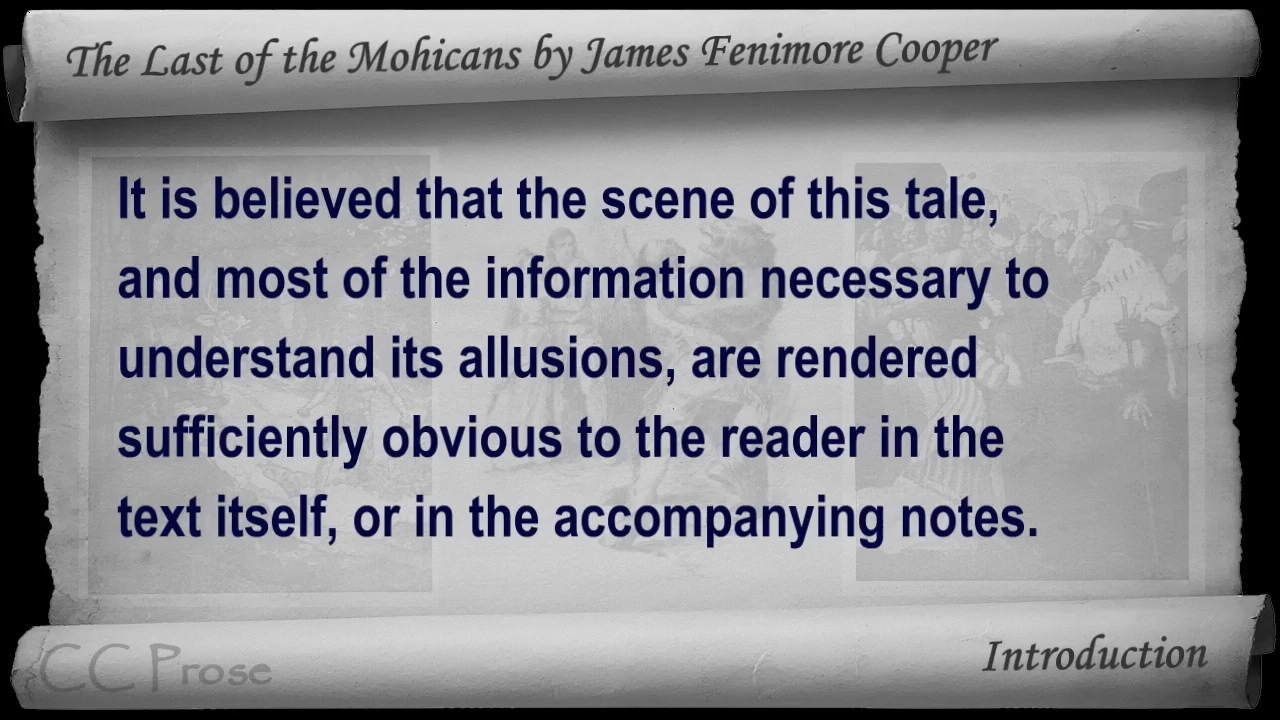 The Last of the Mohicans by James Fenimore Cooper
It is believed that the scene of this tale,
and most of the information necessary to
understand its allusions, are rendered
sufficiently obvious to the reader in the
text itself, or in the accompanying notes.
CC Prose
Introduction